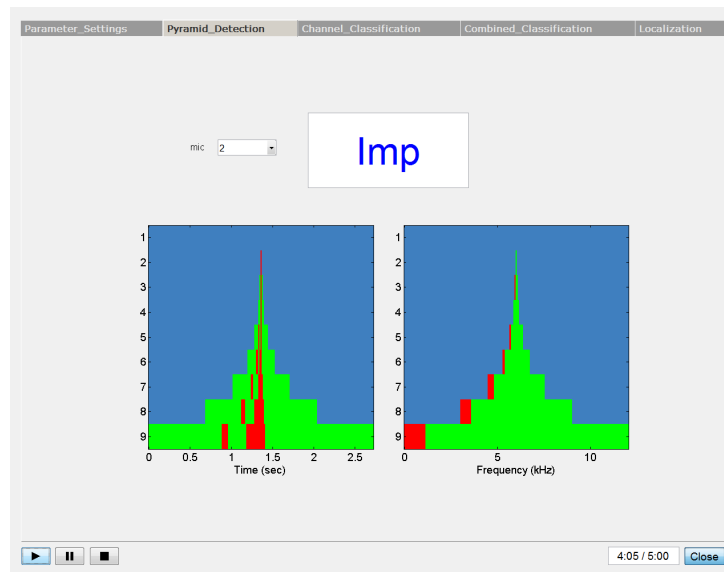 Parameter_Settings Pyramid_Detection Channel_Classification Combined_Classification Localization
mic 2
Imp
1
2
3
4
5
6
7
8
9
0 0.5 1 1.5 2 2.5
Time (sec)
1
2
3
4
5
6
7
8
9
0 5 10
Frequency (kHz)
4:05 / 5:00 Close